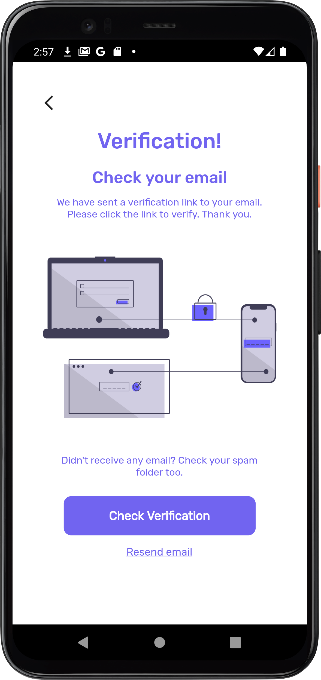 2:57
G
Verification!
Check your email
We have sent a verification link to your email.
Please click the link to verify. Thank you.
Didn't receive any email? Check your spam
folder too.
Check Verification
Resend email